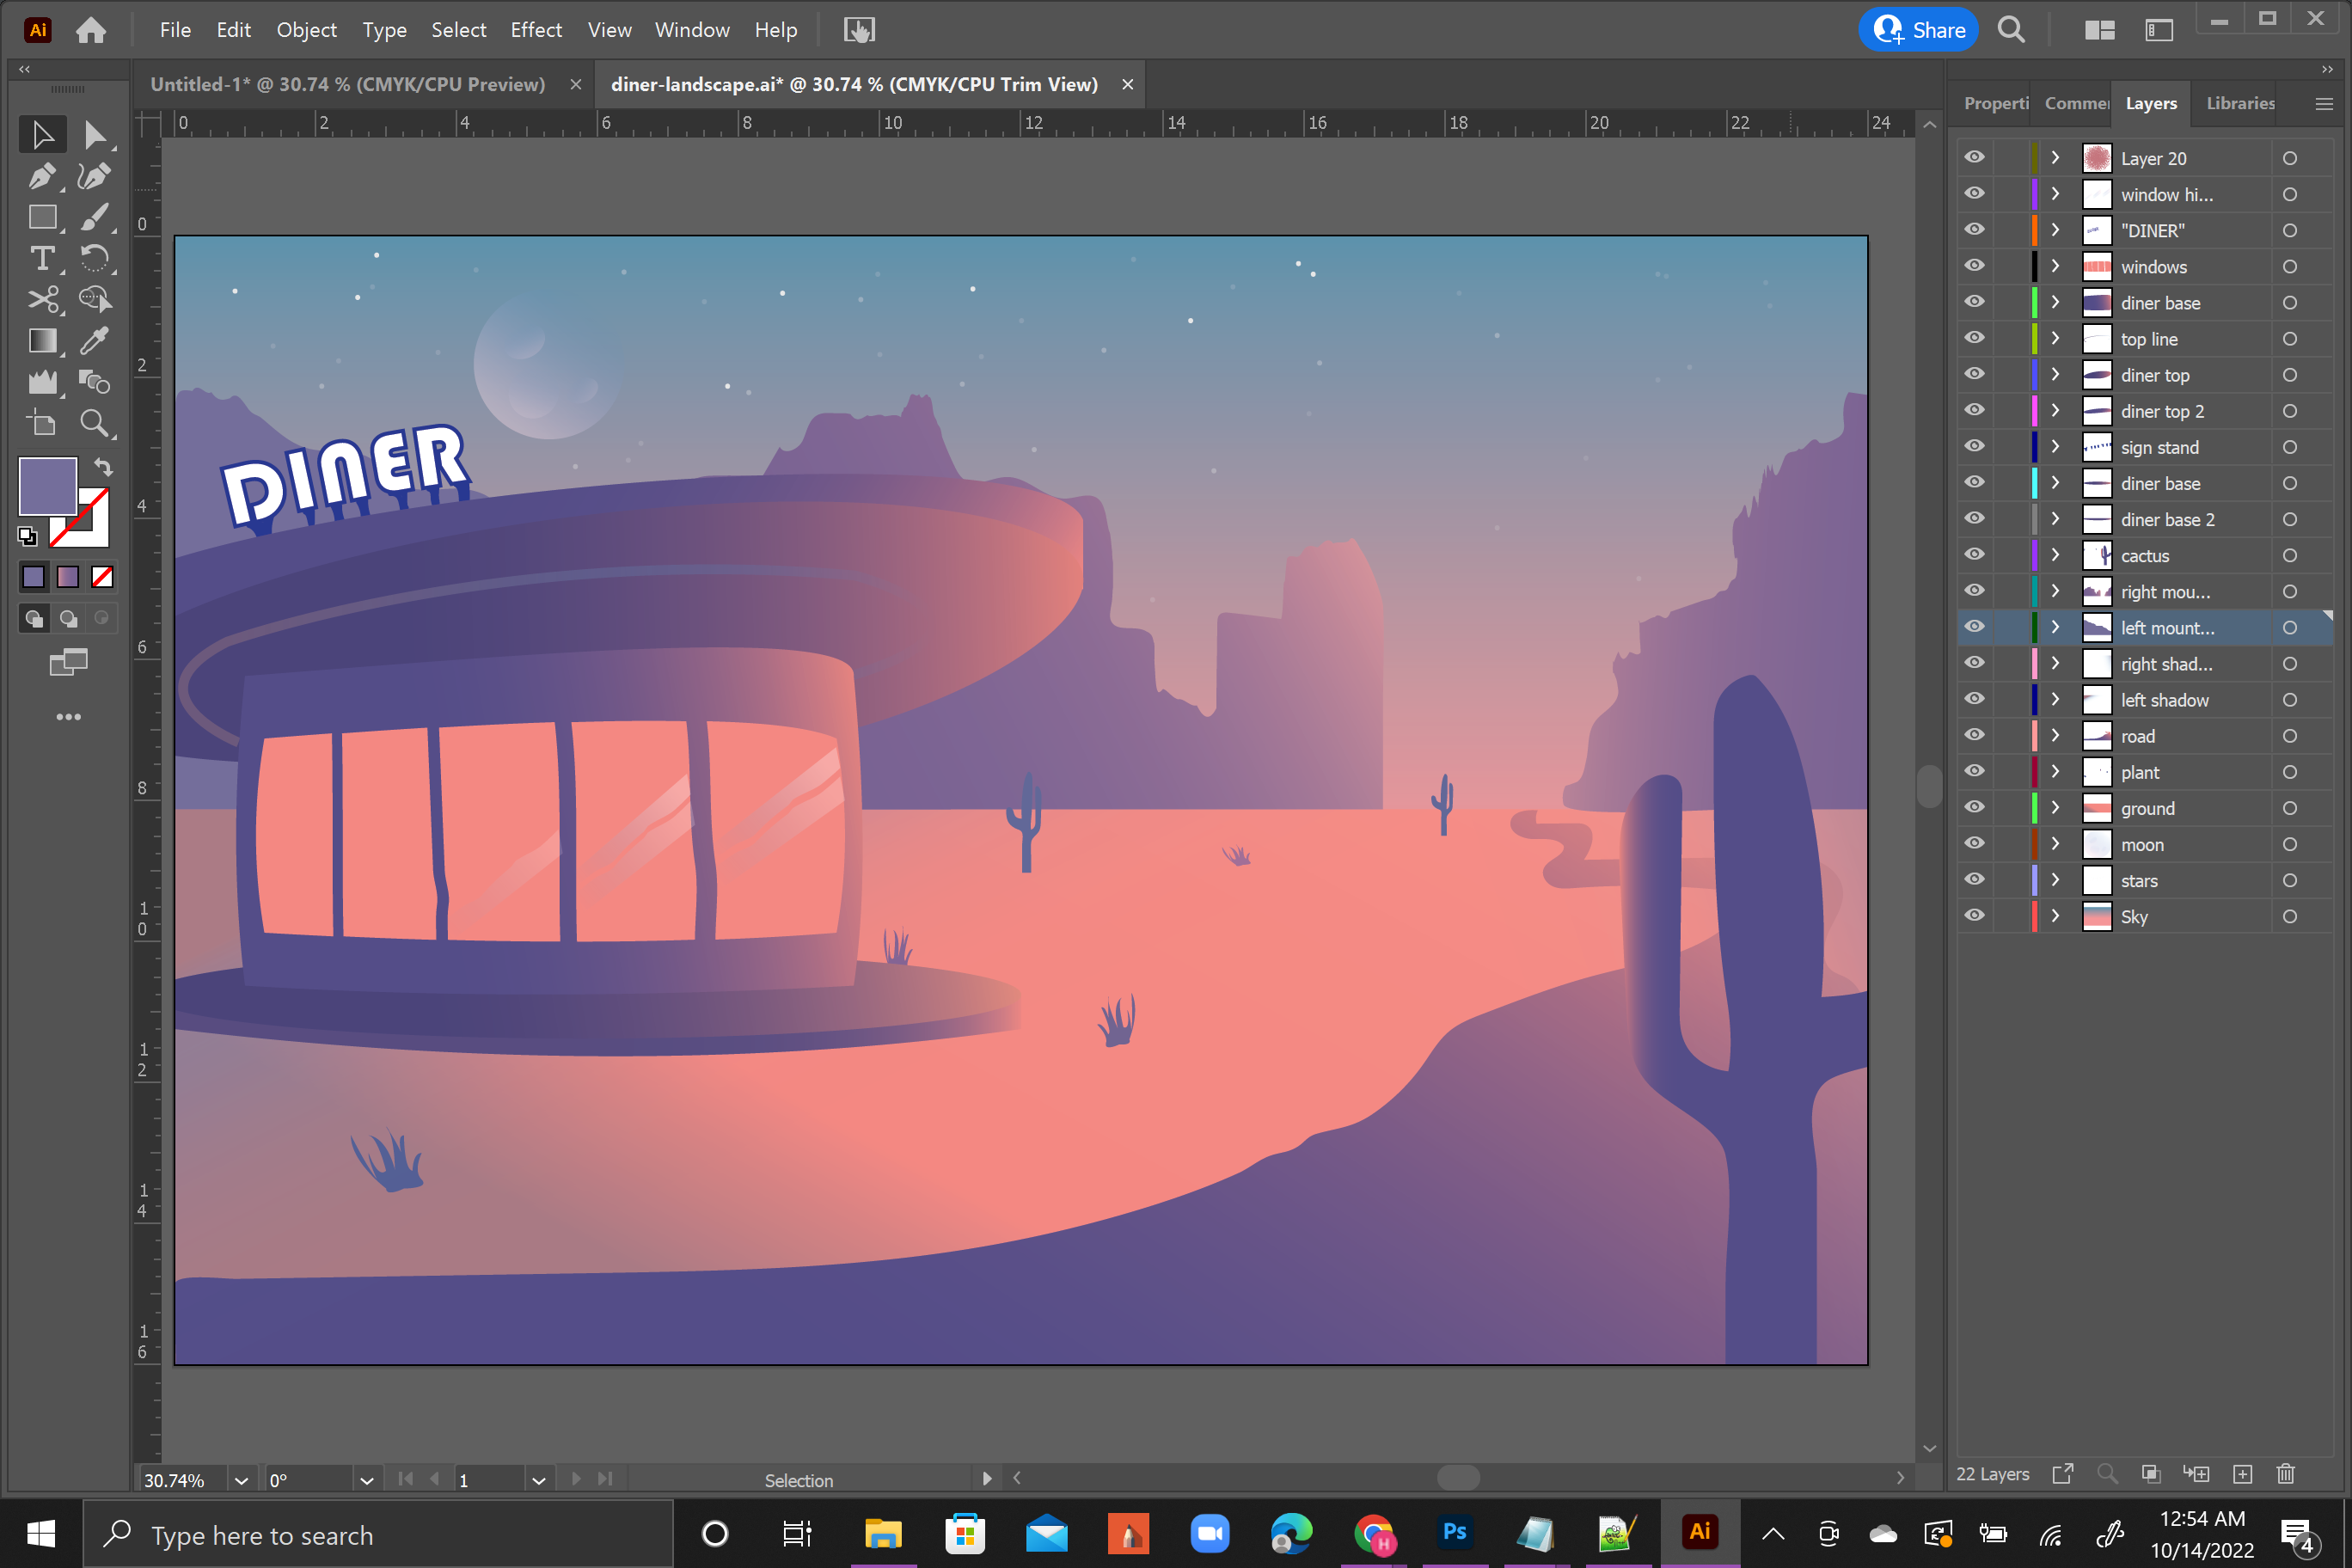 Ai File Edit Object Type Select Effect View Window Help Share
Untitled-1* @ 30.74 % (CMYK/CPU Preview) × diner-landscape.ai* @ 30.74 % (CMYK/CPU Trim View) ×
Properti Commer Layers Libraries
0 2 4 6 8 10 12 14 16 18 20 22 24
0
2
4
6
8
10
12
14
16
DINER
Layer 20
window hi...
"DINER"
windows
diner base
top line
diner top
diner top 2
sign stand
diner base
diner base 2
cactus
right mou...
left mount...
right shad...
left shadow
road
plant
ground
moon
stars
Sky
30.74% 0° 1 Selection
22 Layers
Type here to search
H
Ps
Ai
12:54 AM
10/14/2022
4